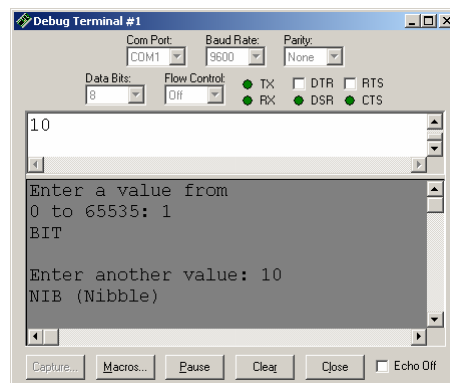 Debug Terminal #1
Com Port: Baud Rate: Parity:
COM1 9600 None
Data Bits: Flow Control: TX DTR RTS
8 Off RX DSR CTS
10
Enter a value from
0 to 65535: 1
BIT
Enter another value: 10
NIB (Nibble)
Capture... Macros... Pause Clear Close Echo Off